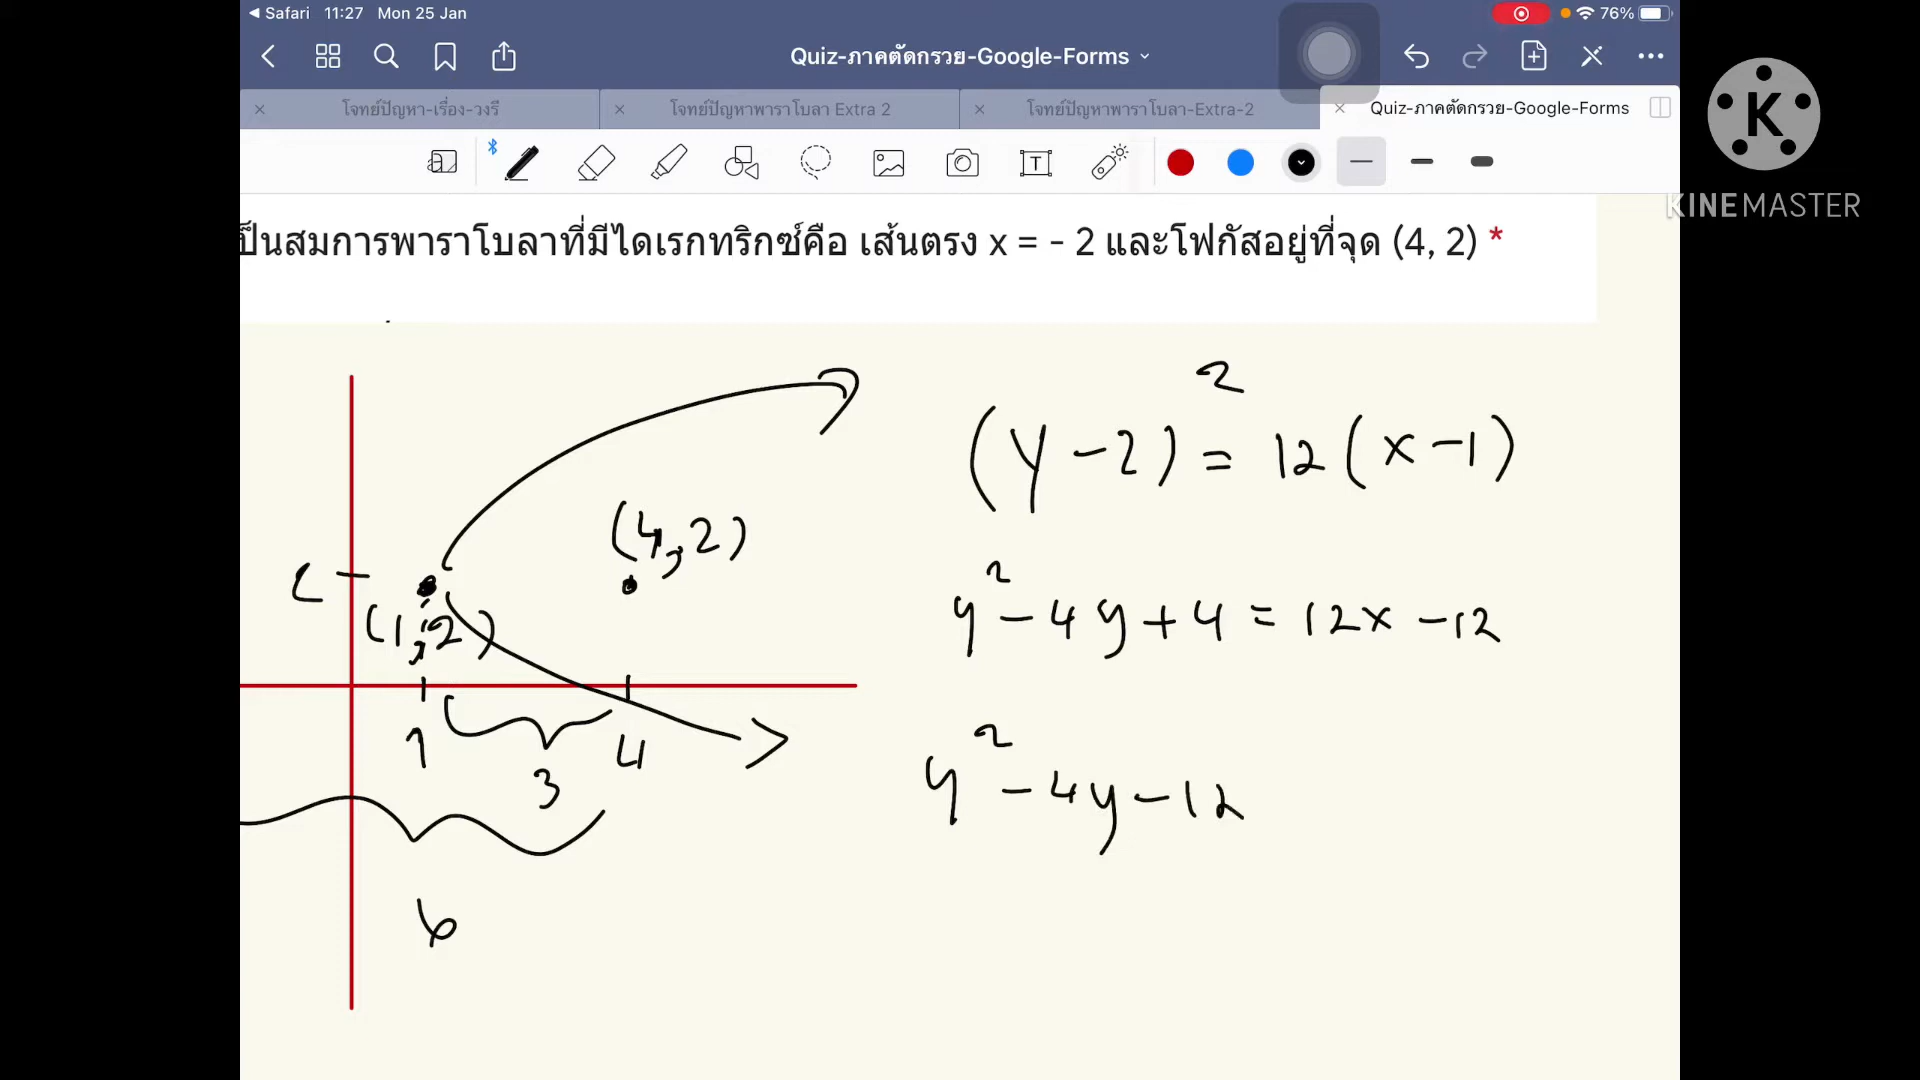 Safari 11:27 Mon 25 Jan 76%
Quiz-ภาคตัดกรวย-Google-Forms
โจทย์ปัญหา-เรื่อง-วงรี
โจทย์ปัญหาพาราโบลา Extra 2
โจทย์ปัญหาพาราโบลา-Extra-2
Quiz-ภาคตัดกรวย-Google-Forms
K
KINEMASTER
T
ป็นสมการพาราโบลาที่มีไดเรกทริกซ์คือ เส้นตรง x = - 2 และโฟกัสอยู่ที่จุด (4, 2) *
(y-2)² = 12(x-1)
(4,2)
(1,2)
y²-4y+4 = 12x-12
1 4
3
y²-4y-12
6